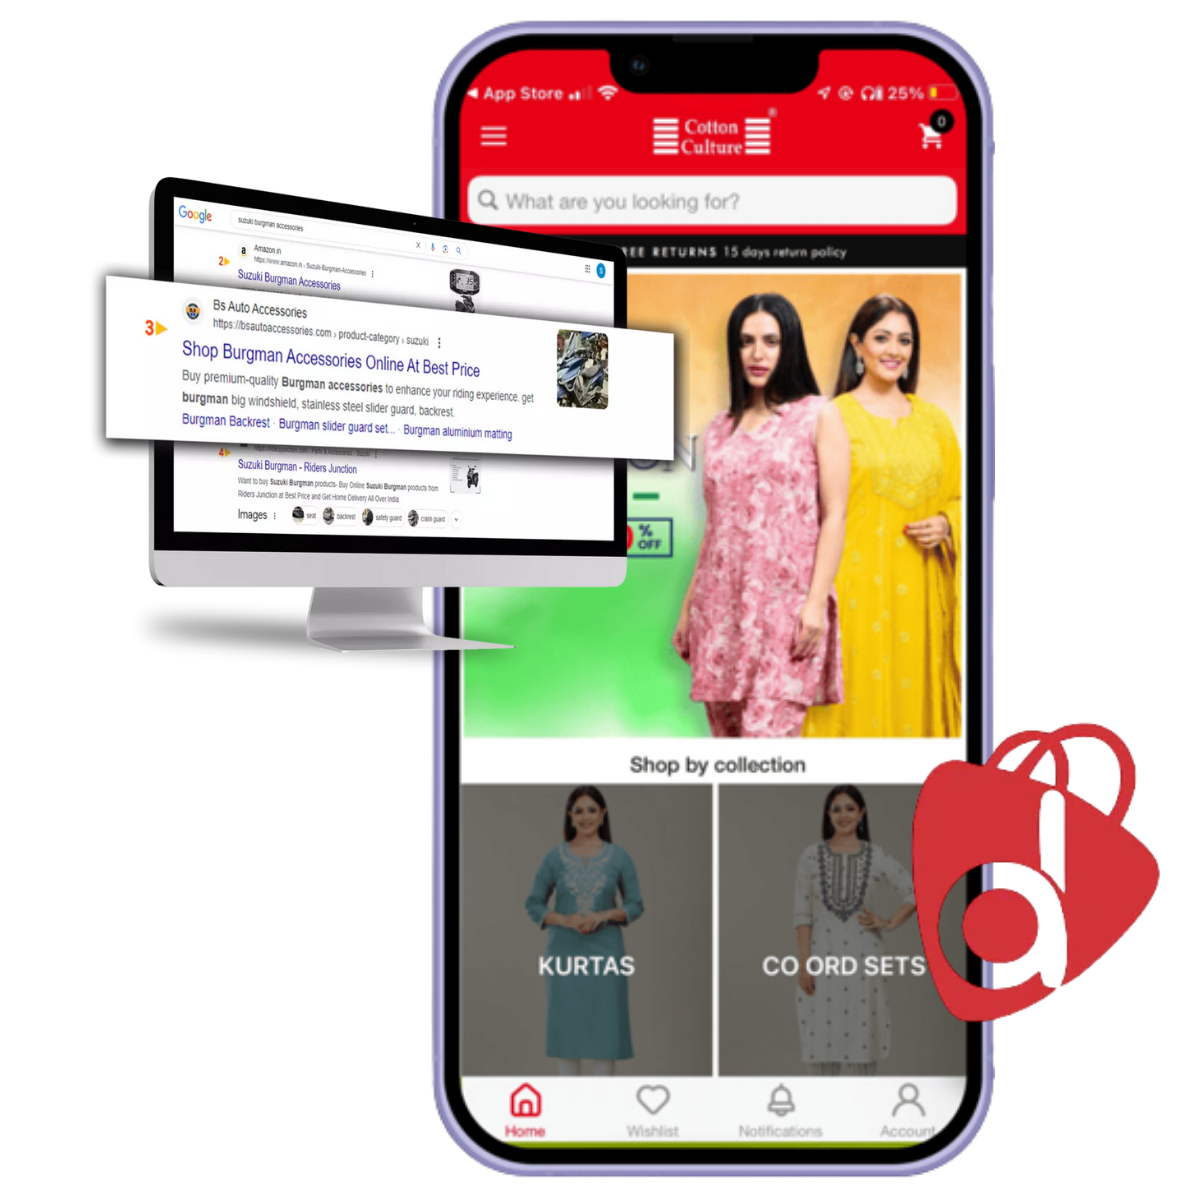 App Store
25%
Cotton
Culture
®
0
What are you looking for?
REE RETURNS 15 days return policy
ON
%
OFF
Shop by collection
KURTAS
CO ORD SETS
Home
Wishlist
Notifications
Account
Google
suzuki burgman accessories
2
a
Amazon.in
https://www.amazon.in › Suzuki-Burgman-Accessories
Suzuki Burgman Accessories
3
Bs Auto Accessories
https://bsautoaccessories.com › product-category › suzuki
Shop Burgman Accessories Online At Best Price
Buy premium-quality Burgman accessories to enhance your riding experience. get
burgman big windshield, stainless steel slider guard, backrest.
Burgman Backrest · Burgman slider guard set... · Burgman aluminium matting
4
Suzuki Burgman - Riders Junction
Want to buy Suzuki Burgman products- Buy Online Suzuki Burgman products from
Riders Junction at Best Price and Get Home Delivery All Over India.
Images
seat
backrest
safety guard
crash guard
d